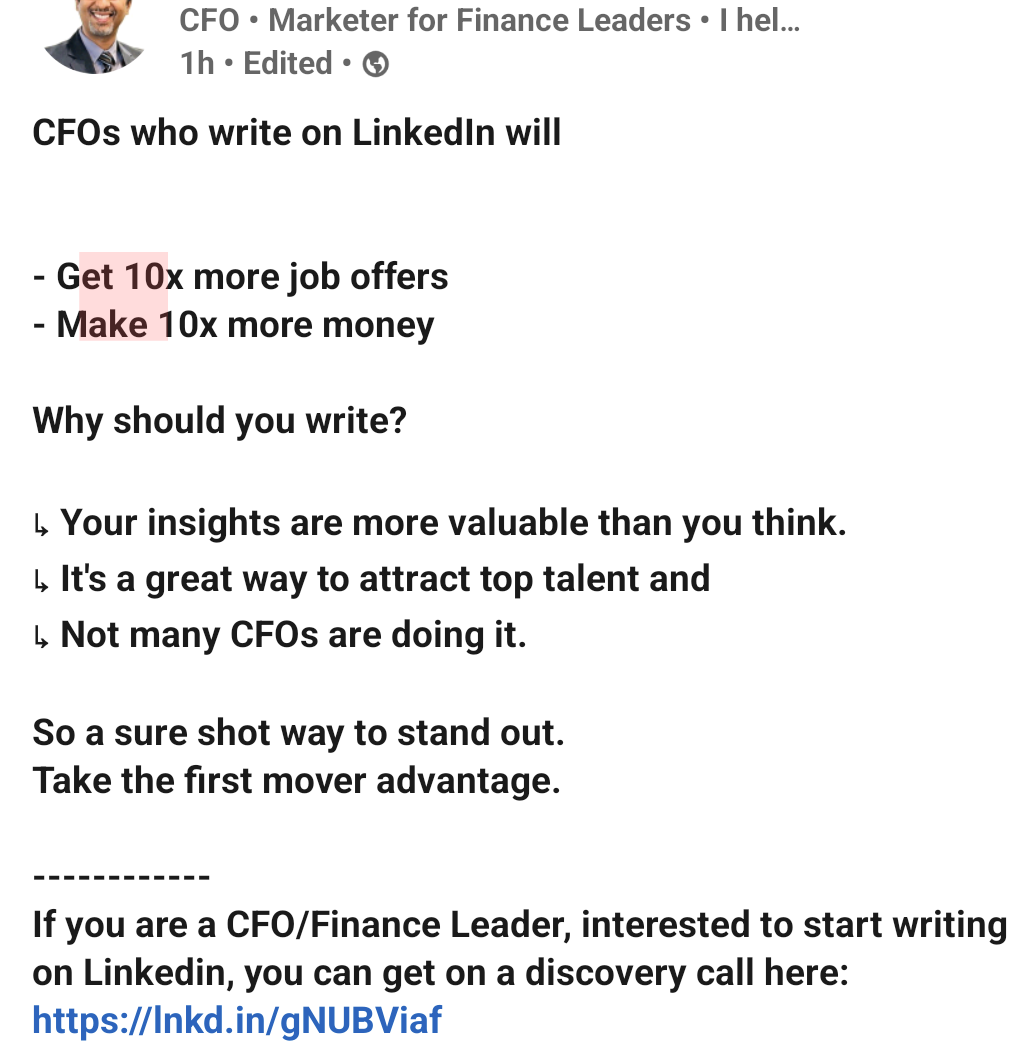 CFO • Marketer for Finance Leaders • I hel...
1h • Edited •
CFOs who write on LinkedIn will
- Get 10x more job offers
- Make 10x more money
Why should you write?
↳ Your insights are more valuable than you think.
↳ It's a great way to attract top talent and
↳ Not many CFOs are doing it.
So a sure shot way to stand out.
Take the first mover advantage.
------------
If you are a CFO/Finance Leader, interested to start writing
on Linkedin, you can get on a discovery call here:
https://lnkd.in/gNUBViaf